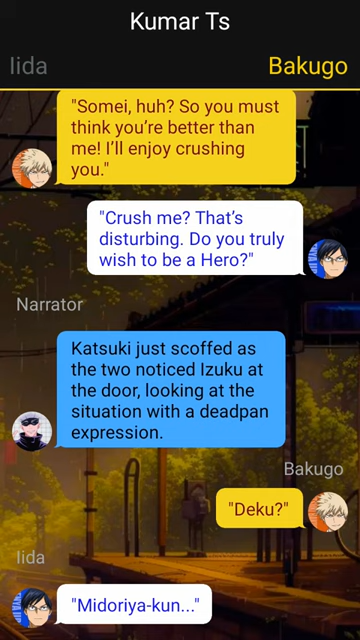 Kumar Ts
Iida
Bakugo
"Somei, huh? So you must
think you’re better than
me! I’ll enjoy crushing
you."
"Crush me? That’s
disturbing. Do you truly
wish to be a Hero?"
Narrator
Katsuki just scoffed as
the two noticed Izuku at
the door, looking at the
situation with a deadpan
expression.
Bakugo
"Deku?"
Iida
"Midoriya-kun..."